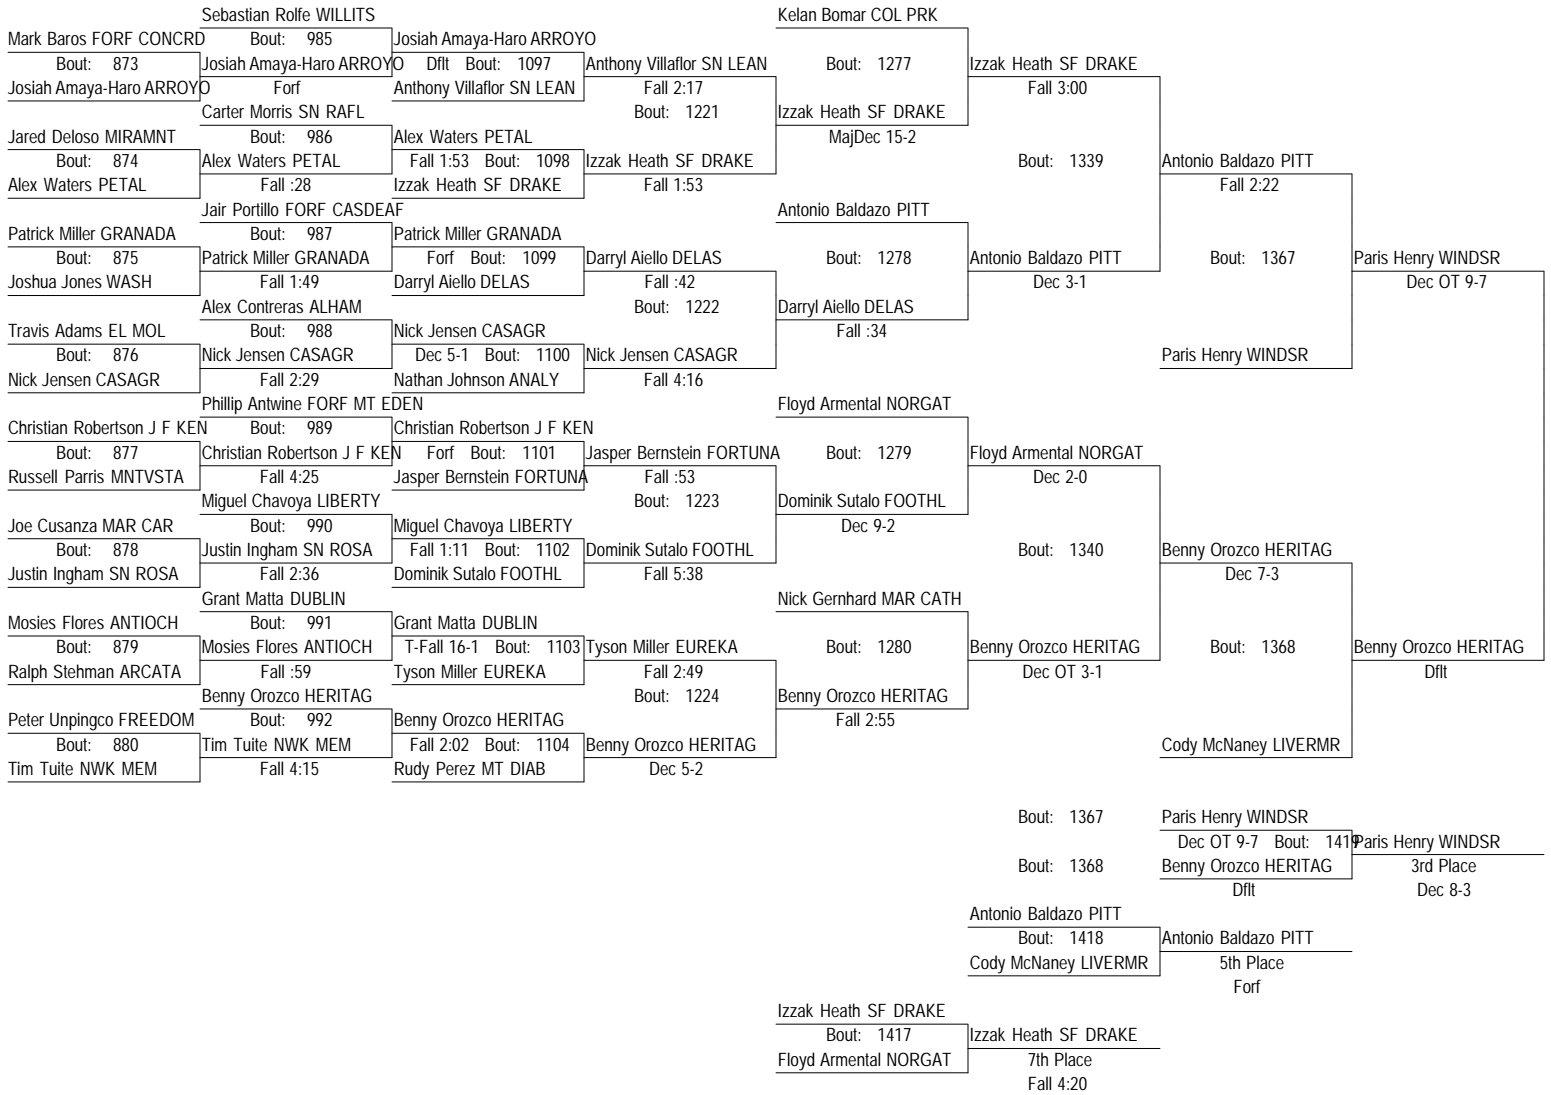 Sebastian Rolfe WILLITS Kelan Bomar COL PRK
Mark Baros FORF CONCRD Bout: 985 Josiah Amaya-Haro ARROYO
Bout: 873 Josiah Amaya-Haro ARROYO Dflt Bout: 1097 Anthony Villaflor SN LEAN Bout: 1277 Izzak Heath SF DRAKE
Josiah Amaya-Haro ARROYO Forf Anthony Villaflor SN LEAN Fall 2:17 Fall 3:00
Carter Morris SN RAFL Bout: 1221 Izzak Heath SF DRAKE
Jared Deloso MIRAMNT Bout: 986 Alex Waters PETAL MajDec 15-2
Bout: 874 Alex Waters PETAL Fall 1:53 Bout: 1098 Izzak Heath SF DRAKE Bout: 1339 Antonio Baldazo PITT
Alex Waters PETAL Fall :28 Izzak Heath SF DRAKE Fall 1:53 Fall 2:22
Jair Portillo FORF CASDEAF Antonio Baldazo PITT
Patrick Miller GRANADA Bout: 987 Patrick Miller GRANADA
Bout: 875 Patrick Miller GRANADA Forf Bout: 1099 Darryl Aiello DELAS Bout: 1278 Antonio Baldazo PITT Bout: 1367 Paris Henry WINDSR
Joshua Jones WASH Fall 1:49 Darryl Aiello DELAS Fall :42 Dec 3-1 Dec OT 9-7
Alex Contreras ALHAM Bout: 1222 Darryl Aiello DELAS
Travis Adams EL MOL Bout: 988 Nick Jensen CASAGR Fall :34
Bout: 876 Nick Jensen CASAGR Dec 5-1 Bout: 1100 Nick Jensen CASAGR Paris Henry WINDSR
Nick Jensen CASAGR Fall 2:29 Nathan Johnson ANALY Fall 4:16
Phillip Antwine FORF MT EDEN Floyd Armental NORGAT
Christian Robertson J F KEN Bout: 989 Christian Robertson J F KEN
Bout: 877 Christian Robertson J F KEN Forf Bout: 1101 Jasper Bernstein FORTUNA Bout: 1279 Floyd Armental NORGAT
Russell Parris MNTVSTA Fall 4:25 Jasper Bernstein FORTUNA Fall :53 Dec 2-0
Miguel Chavoya LIBERTY Bout: 1223 Dominik Sutalo FOOTHL
Joe Cusanza MAR CAR Bout: 990 Miguel Chavoya LIBERTY Dec 9-2
Bout: 878 Justin Ingham SN ROSA Fall 1:11 Bout: 1102 Dominik Sutalo FOOTHL Bout: 1340 Benny Orozco HERITAG
Justin Ingham SN ROSA Fall 2:36 Dominik Sutalo FOOTHL Fall 5:38 Dec 7-3
Grant Matta DUBLIN Nick Gernhard MAR CATH
Mosies Flores ANTIOCH Bout: 991 Grant Matta DUBLIN
Bout: 879 Mosies Flores ANTIOCH T-Fall 16-1 Bout: 1103 Tyson Miller EUREKA Bout: 1280 Benny Orozco HERITAG Bout: 1368 Benny Orozco HERITAG
Ralph Stehman ARCATA Fall :59 Tyson Miller EUREKA Fall 2:49 Dec OT 3-1 Dflt
Benny Orozco HERITAG Bout: 1224 Benny Orozco HERITAG
Peter Unpingco FREEDOM Bout: 992 Benny Orozco HERITAG Fall 2:55
Bout: 880 Tim Tuite NWK MEM Fall 2:02 Bout: 1104 Benny Orozco HERITAG Cody McNaney LIVERMR
Tim Tuite NWK MEM Fall 4:15 Rudy Perez MT DIAB Dec 5-2
Bout: 1367 Paris Henry WINDSR
Dec OT 9-7 Bout: 1419 Paris Henry WINDSR
Bout: 1368 Benny Orozco HERITAG 3rd Place
Dflt Dec 8-3
Antonio Baldazo PITT
Bout: 1418 Antonio Baldazo PITT
Cody McNaney LIVERMR 5th Place
Forf
Izzak Heath SF DRAKE
Bout: 1417 Izzak Heath SF DRAKE
Floyd Armental NORGAT 7th Place
Fall 4:20